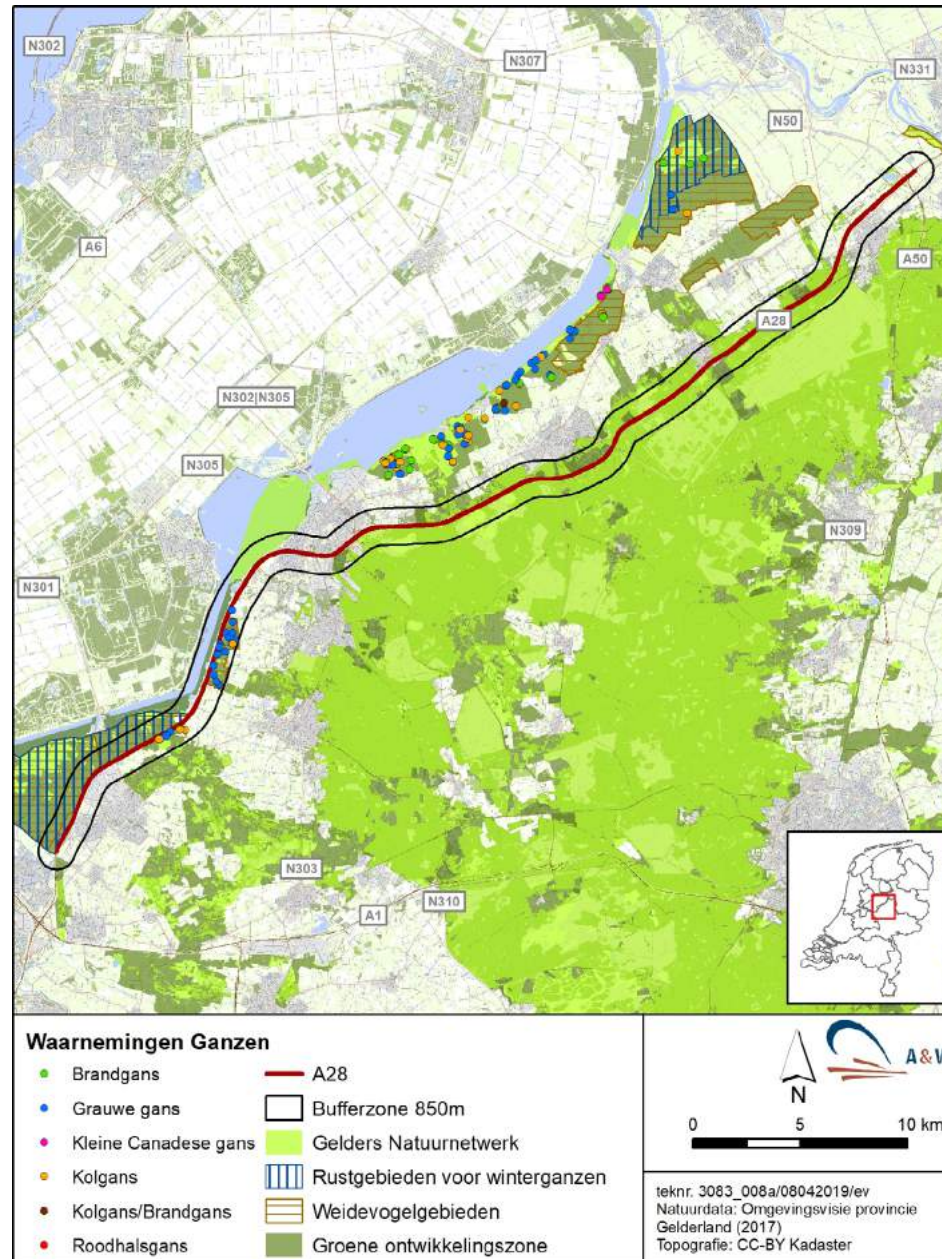 N302
N307
N331
N50
A6
A50
A28
N302|N305
N305
N309
N301
N303
A1
N310
Waarnemingen Ganzen
Brandgans
Grauwe gans
Kleine Canadese gans
Kolgans
Kolgans/Brandgans
Roodhalsgans
A28
Bufferzone 850m
Gelders Natuurnetwerk
Rustgebieden voor winterganzen
Weidevogelgebieden
Groene ontwikkelingszone
N
A&W
0 5 10 km
teknr. 3083_008a/08042019/ev
Natuurdata: Omgevingsvisie provincie
Gelderland (2017)
Topografie: CC-BY Kadaster